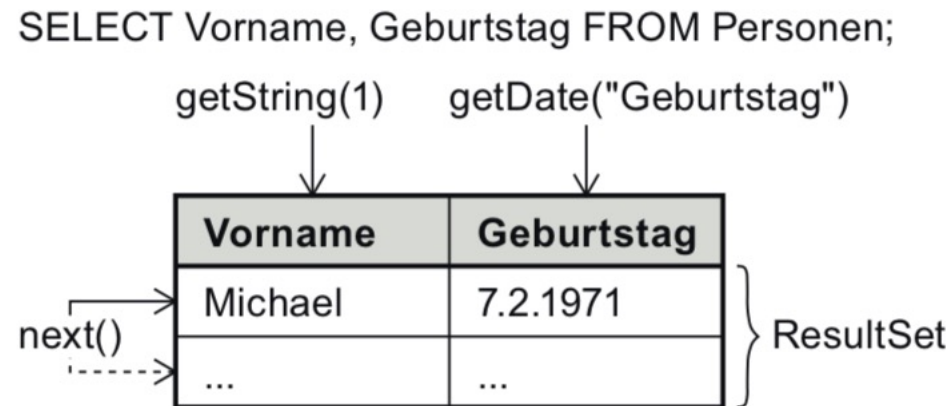 SELECT Vorname, Geburtstag FROM Personen;
getString(1) getDate("Geburtstag")
Vorname Geburtstag
Michael 7.2.1971
next() ResultSet
... ...